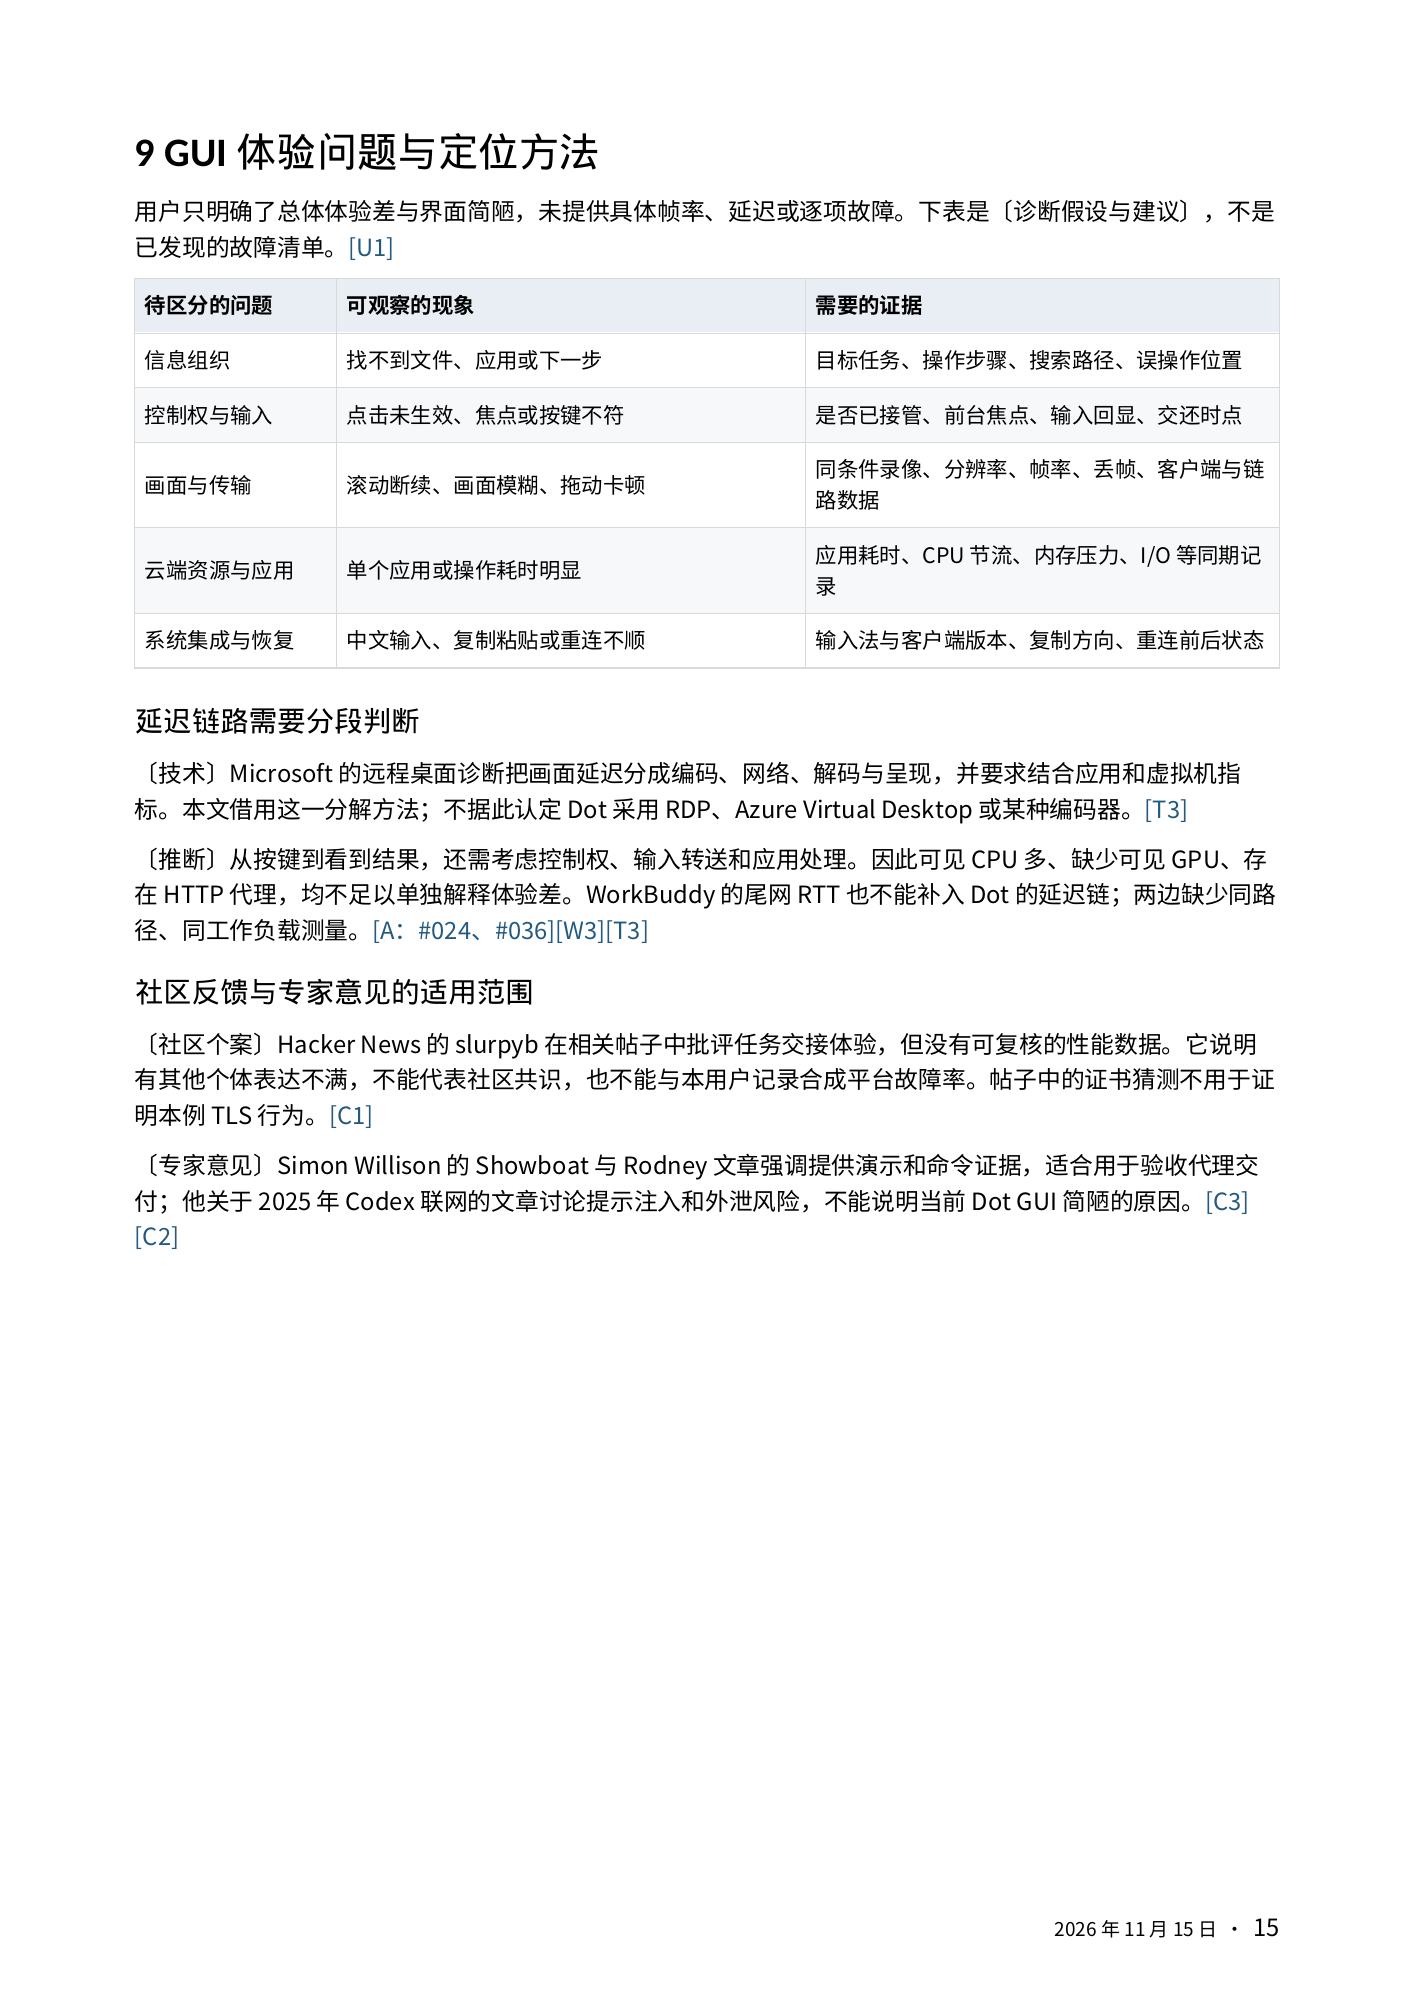 9 GUI 体验问题与定位方法
用户只明确了总体体验差与界面简陋，未提供具体帧率、延迟或逐项故障。下表是〔诊断假设与建议〕，不是
已发现的故障清单。[U1]
待区分的问题 可观察的现象 需要的证据
信息组织 找不到文件、应用或下一步 目标任务、操作步骤、搜索路径、误操作位置
控制权与输入 点击未生效、焦点或按键不符 是否已接管、前台焦点、输入回显、交还时点
画面与传输 滚动断续、画面模糊、拖动卡顿 同条件录像、分辨率、帧率、丢帧、客户端与链
路数据
云端资源与应用 单个应用或操作耗时明显 应用耗时、CPU 节流、内存压力、I/O 等同期记
录
系统集成与恢复 中文输入、复制粘贴或重连不顺 输入法与客户端版本、复制方向、重连前后状态
延迟链路需要分段判断
〔技术〕Microsoft 的远程桌面诊断把画面延迟分成编码、网络、解码与呈现，并要求结合应用和虚拟机指
标。本文借用这一分解方法；不据此认定 Dot 采用 RDP、Azure Virtual Desktop 或某种编码器。[T3]
〔推断〕从按键到看到结果，还需考虑控制权、输入转送和应用处理。因此可见 CPU 多、缺少可见 GPU、存
在 HTTP 代理，均不足以单独解释体验差。WorkBuddy 的尾网 RTT 也不能补入 Dot 的延迟链；两边缺少同路
径、同工作负载测量。[A：#024、#036][W3][T3]
社区反馈与专家意见的适用范围
〔社区个案〕Hacker News 的 slurpyb 在相关帖子中批评任务交接体验，但没有可复核的性能数据。它说明
有其他个体表达不满，不能代表社区共识，也不能与本用户记录合成平台故障率。帖子中的证书猜测不用于证
明本例 TLS 行为。[C1]
〔专家意见〕Simon Willison 的 Showboat 与 Rodney 文章强调提供演示和命令证据，适合用于验收代理交
付；他关于 2025 年 Codex 联网的文章讨论提示注入和外泄风险，不能说明当前 Dot GUI 简陋的原因。[C3]
[C2]
2026 年 11 月 15 日 · 15